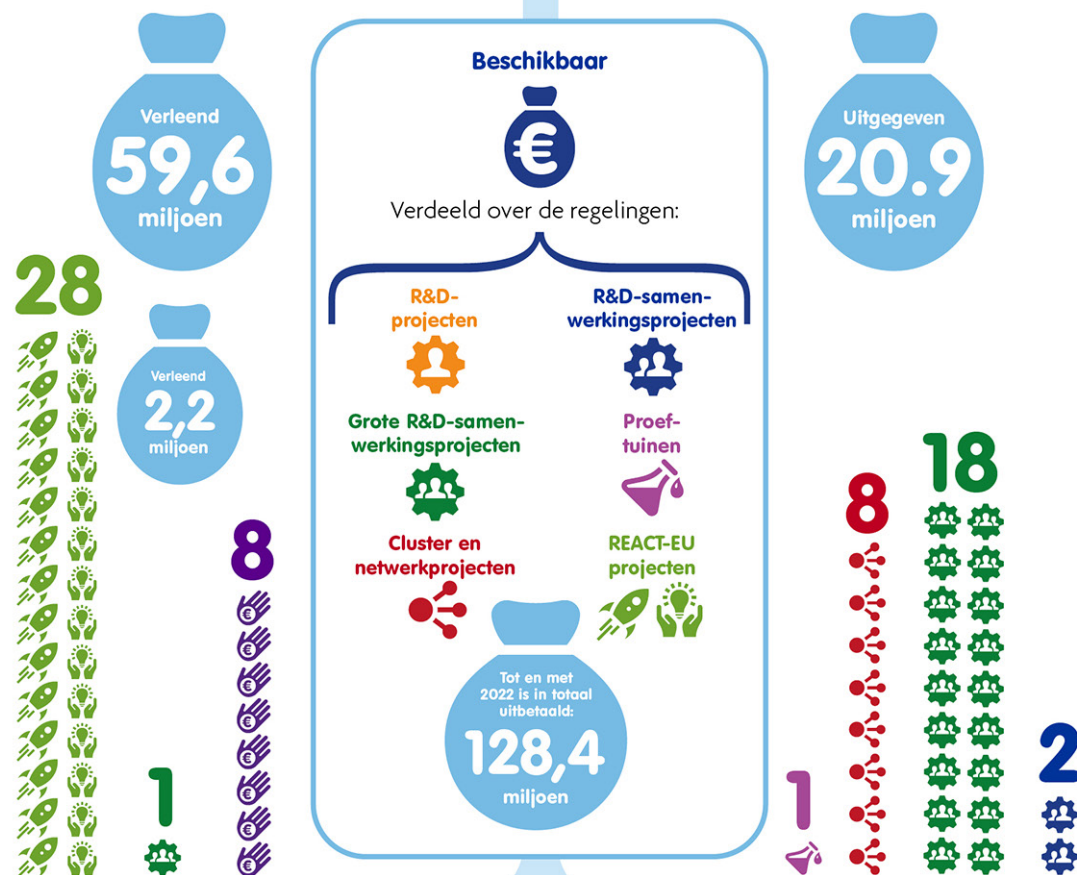 Verleend
59,6
miljoen
28
Verleend
2,2
miljoen
1
8
Beschikbaar
€
Verdeeld over de regelingen:
R&D-
projecten
R&D-samen-
werkingsprojecten
Grote R&D-samen-
werkingsprojecten
Proef-
tuinen
Cluster en
netwerkprojecten
REACT-EU
projecten
Tot en met
2022 is in totaal
uitbetaald:
128,4
miljoen
Uitgegeven
20.9
miljoen
1
8
18
2